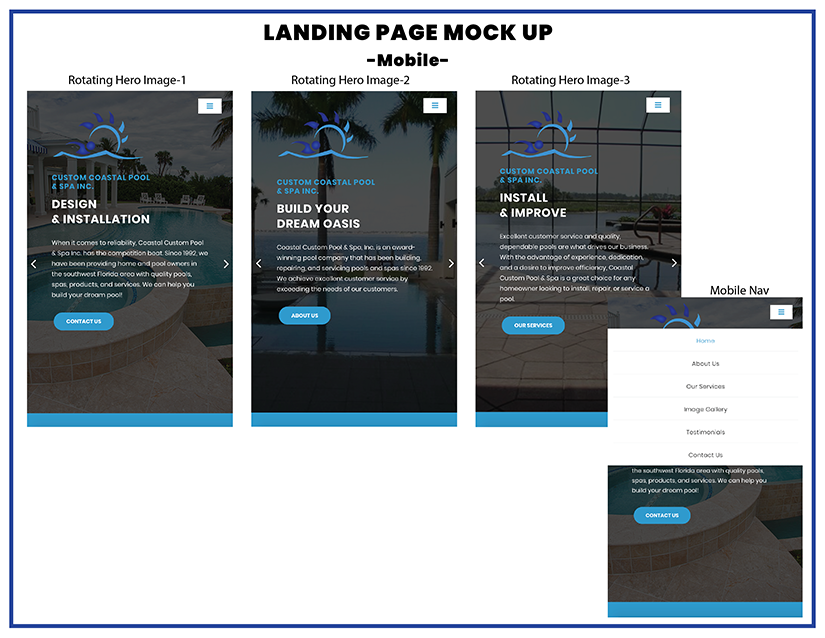 LANDING PAGE MOCK UP
-Mobile-
Rotating Hero Image-1
CUSTOM COASTAL POOL
& SPA INC.
DESIGN
& INSTALLATION
When it comes to reliability, Coastal Custom Pool
& Spa Inc. has the competition beat. Since 1992, we
have been providing home and pool owners in
the southwest Florida area with quality pools,
spas, products, and services. We can help you
build your dream pool!
CONTACT US
Rotating Hero Image-2
CUSTOM COASTAL POOL
& SPA INC.
BUILD YOUR
DREAM OASIS
Coastal Custom Pool & Spa, Inc. is an award-
winning pool company that has been building,
repairing, and servicing pools and spas since 1992.
We achieve excellent customer service by
exceeding the needs of our customers.
ABOUT US
Rotating Hero Image-3
CUSTOM COASTAL POOL
& SPA INC.
INSTALL
& IMPROVE
Excellent customer service and quality,
dependable pools are what drives our business.
With the advantage of experience, dedication,
and a desire to improve efficiency, Coastal
Custom Pool & Spa is a great choice for any
homeowner looking to install, repair, or service a
pool.
OUR SERVICES
Mobile Nav
Home
About Us
Our Services
Image Gallery
Testimonials
Contact Us
the southwest Florida area with quality pools,
spas, products, and services. We can help you
build your dream pool!
CONTACT US